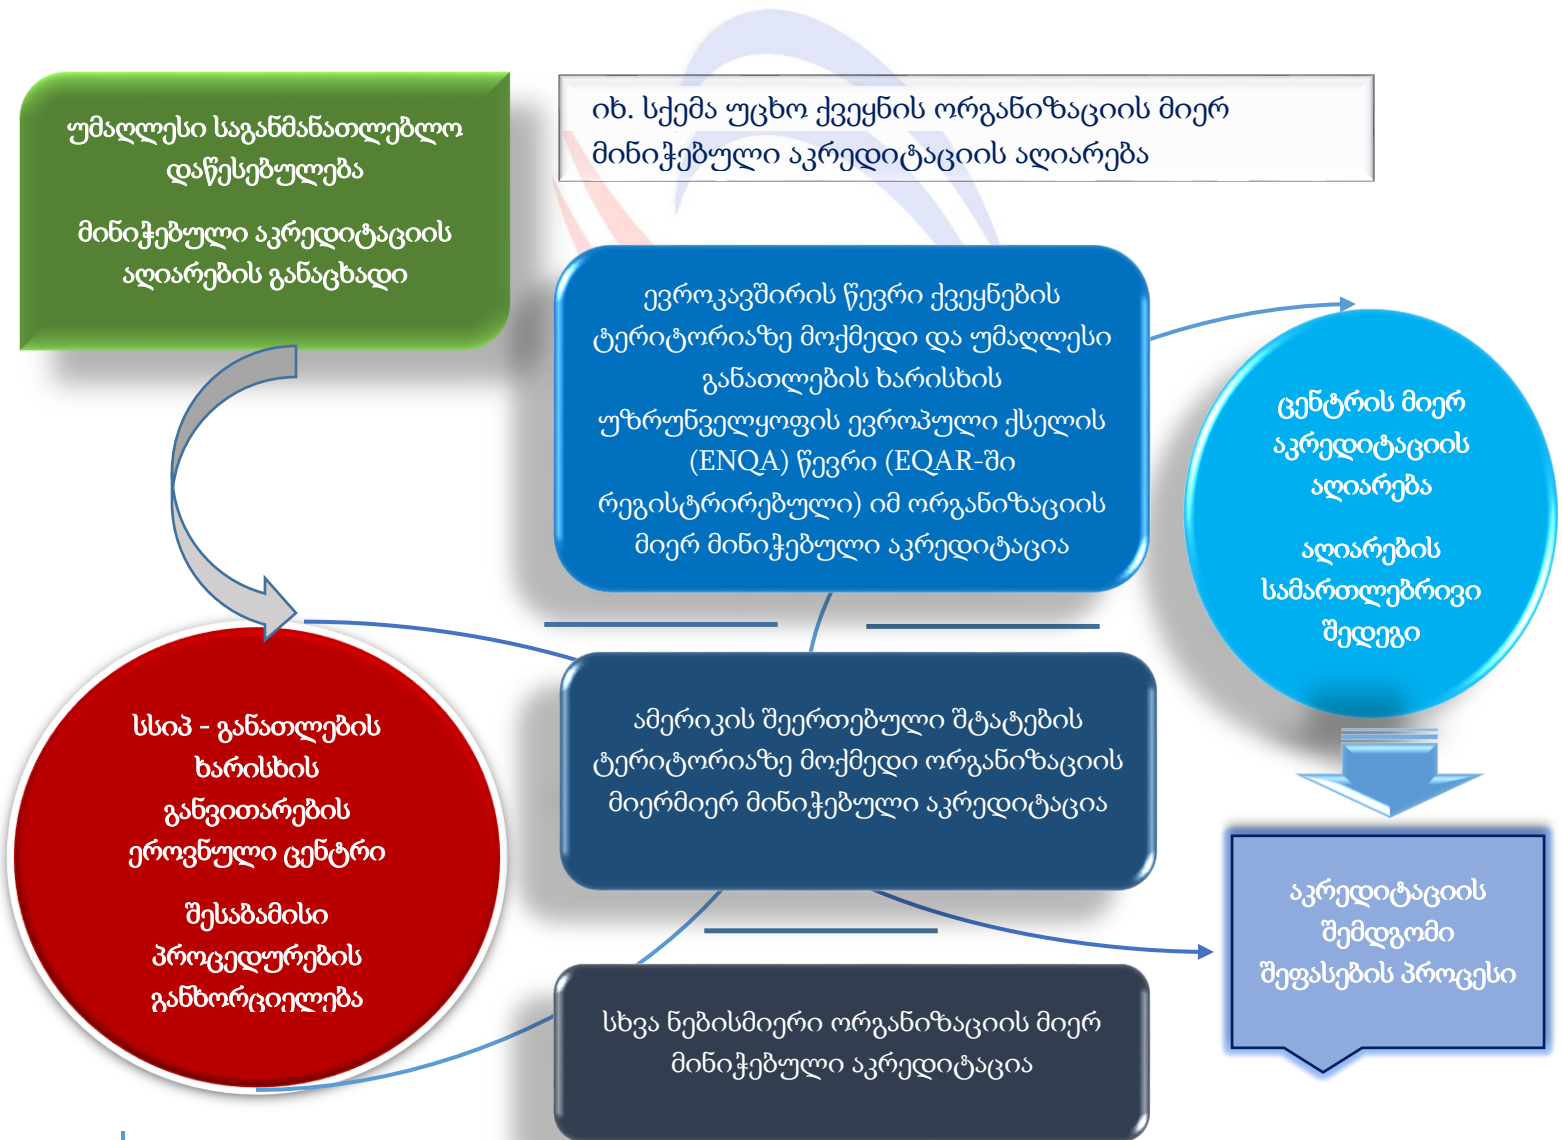 უმაღლესი საგანმანათლებლო
დაწესებულება
მინიჭებული აკრედიტაციის
აღიარების განაცხადი
იხ. სქემა უცხო ქვეყნის ორგანიზაციის მიერ
მინიჭებული აკრედიტაციის აღიარება
ევროკავშირის წევრი ქვეყნების
ტერიტორიაზე მოქმედი და უმაღლესი
განათლების ხარისხის
უზრუნველყოფის ევროპული ქსელის
(ENQA) წევრი (EQAR-ში
რეგისტრირებული) იმ ორგანიზაციის
მიერ მინიჭებული აკრედიტაცია
ცენტრის მიერ
აკრედიტაციის
აღიარება
აღიარების
სამართლებრივი
შედეგი
სსიპ - განათლების
ხარისხის
განვითარების
ეროვნული ცენტრი
შესაბამისი
პროცედურების
განხორციელება
ამერიკის შეერთებული შტატების
ტერიტორიაზე მოქმედი ორგანიზაციის
მიერმიერ მინიჭებული აკრედიტაცია
აკრედიტაციის
შემდგომი
შეფასების პროცესი
სხვა ნებისმიერი ორგანიზაციის მიერ
მინიჭებული აკრედიტაცია